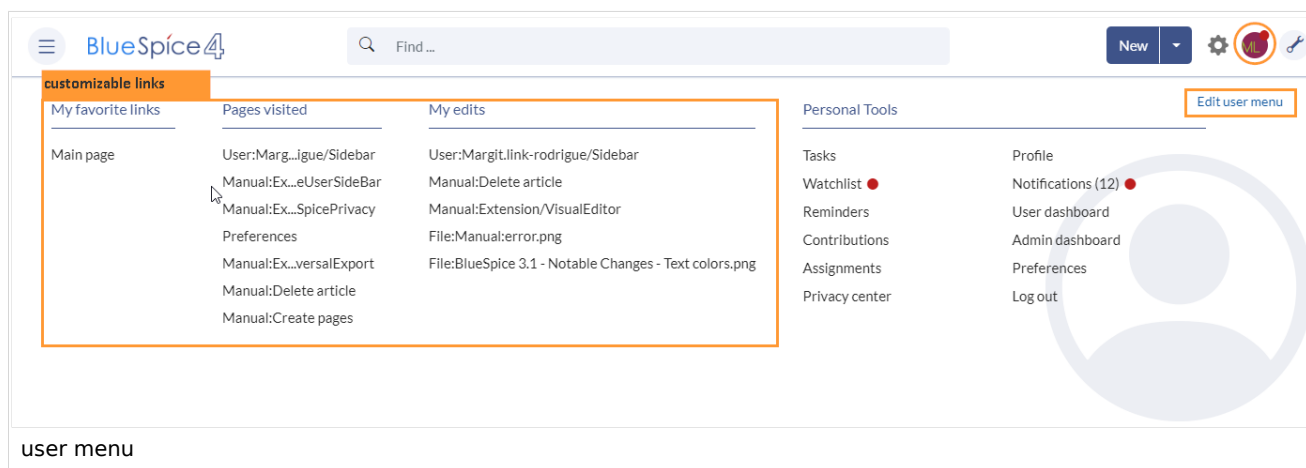 BlueSpice 4
Find ...
New
ML
customizable links
Edit user menu
My favorite links
Main page
Pages visited
User:Marg...igue/Sidebar
Manual:Ex...eUserSideBar
Manual:Ex...SpicePrivacy
Preferences
Manual:Ex...versalExport
Manual:Delete article
Manual:Create pages
My edits
User:Margit.link-rodrigue/Sidebar
Manual:Delete article
Manual:Extension/VisualEditor
File:Manual:error.png
File:BlueSpice 3.1 - Notable Changes - Text colors.png
Personal Tools
Tasks
Watchlist
Reminders
Contributions
Assignments
Privacy center
Profile
Notifications (12)
User dashboard
Admin dashboard
Preferences
Log out
user menu